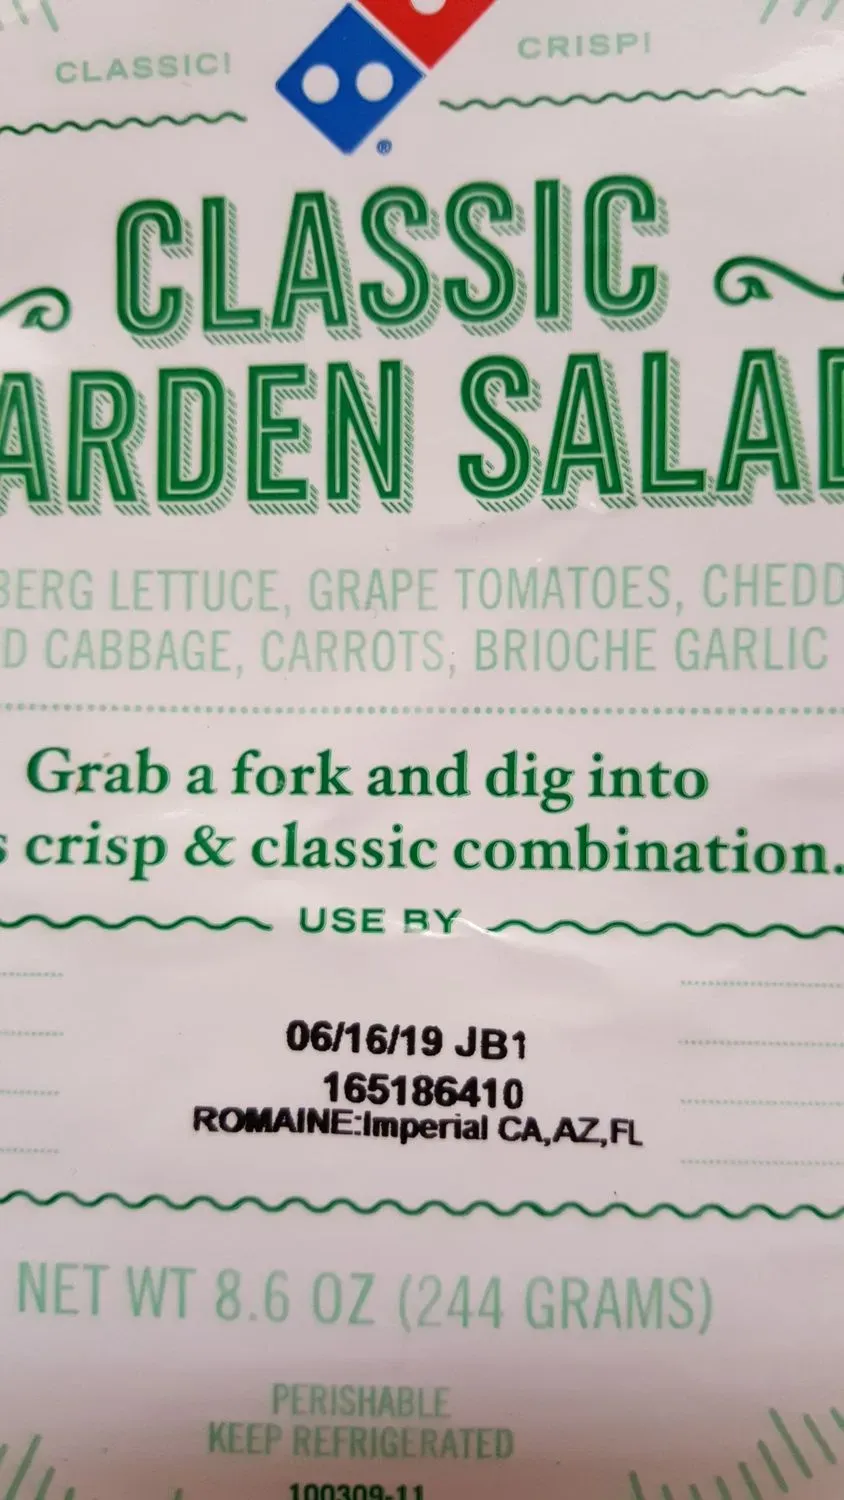 CLASSIC! CRISP!
®
CLASSIC
ARDEN SALAD
BERG LETTUCE, GRAPE TOMATOES, CHEDD
D CABBAGE, CARROTS, BRIOCHE GARLIC
Grab a fork and dig into
s crisp & classic combination.
USE BY
06/16/19 JB1
165186410
ROMAINE:Imperial CA,AZ,FL
NET WT 8.6 OZ (244 GRAMS)
PERISHABLE
KEEP REFRIGERATED
100309-11